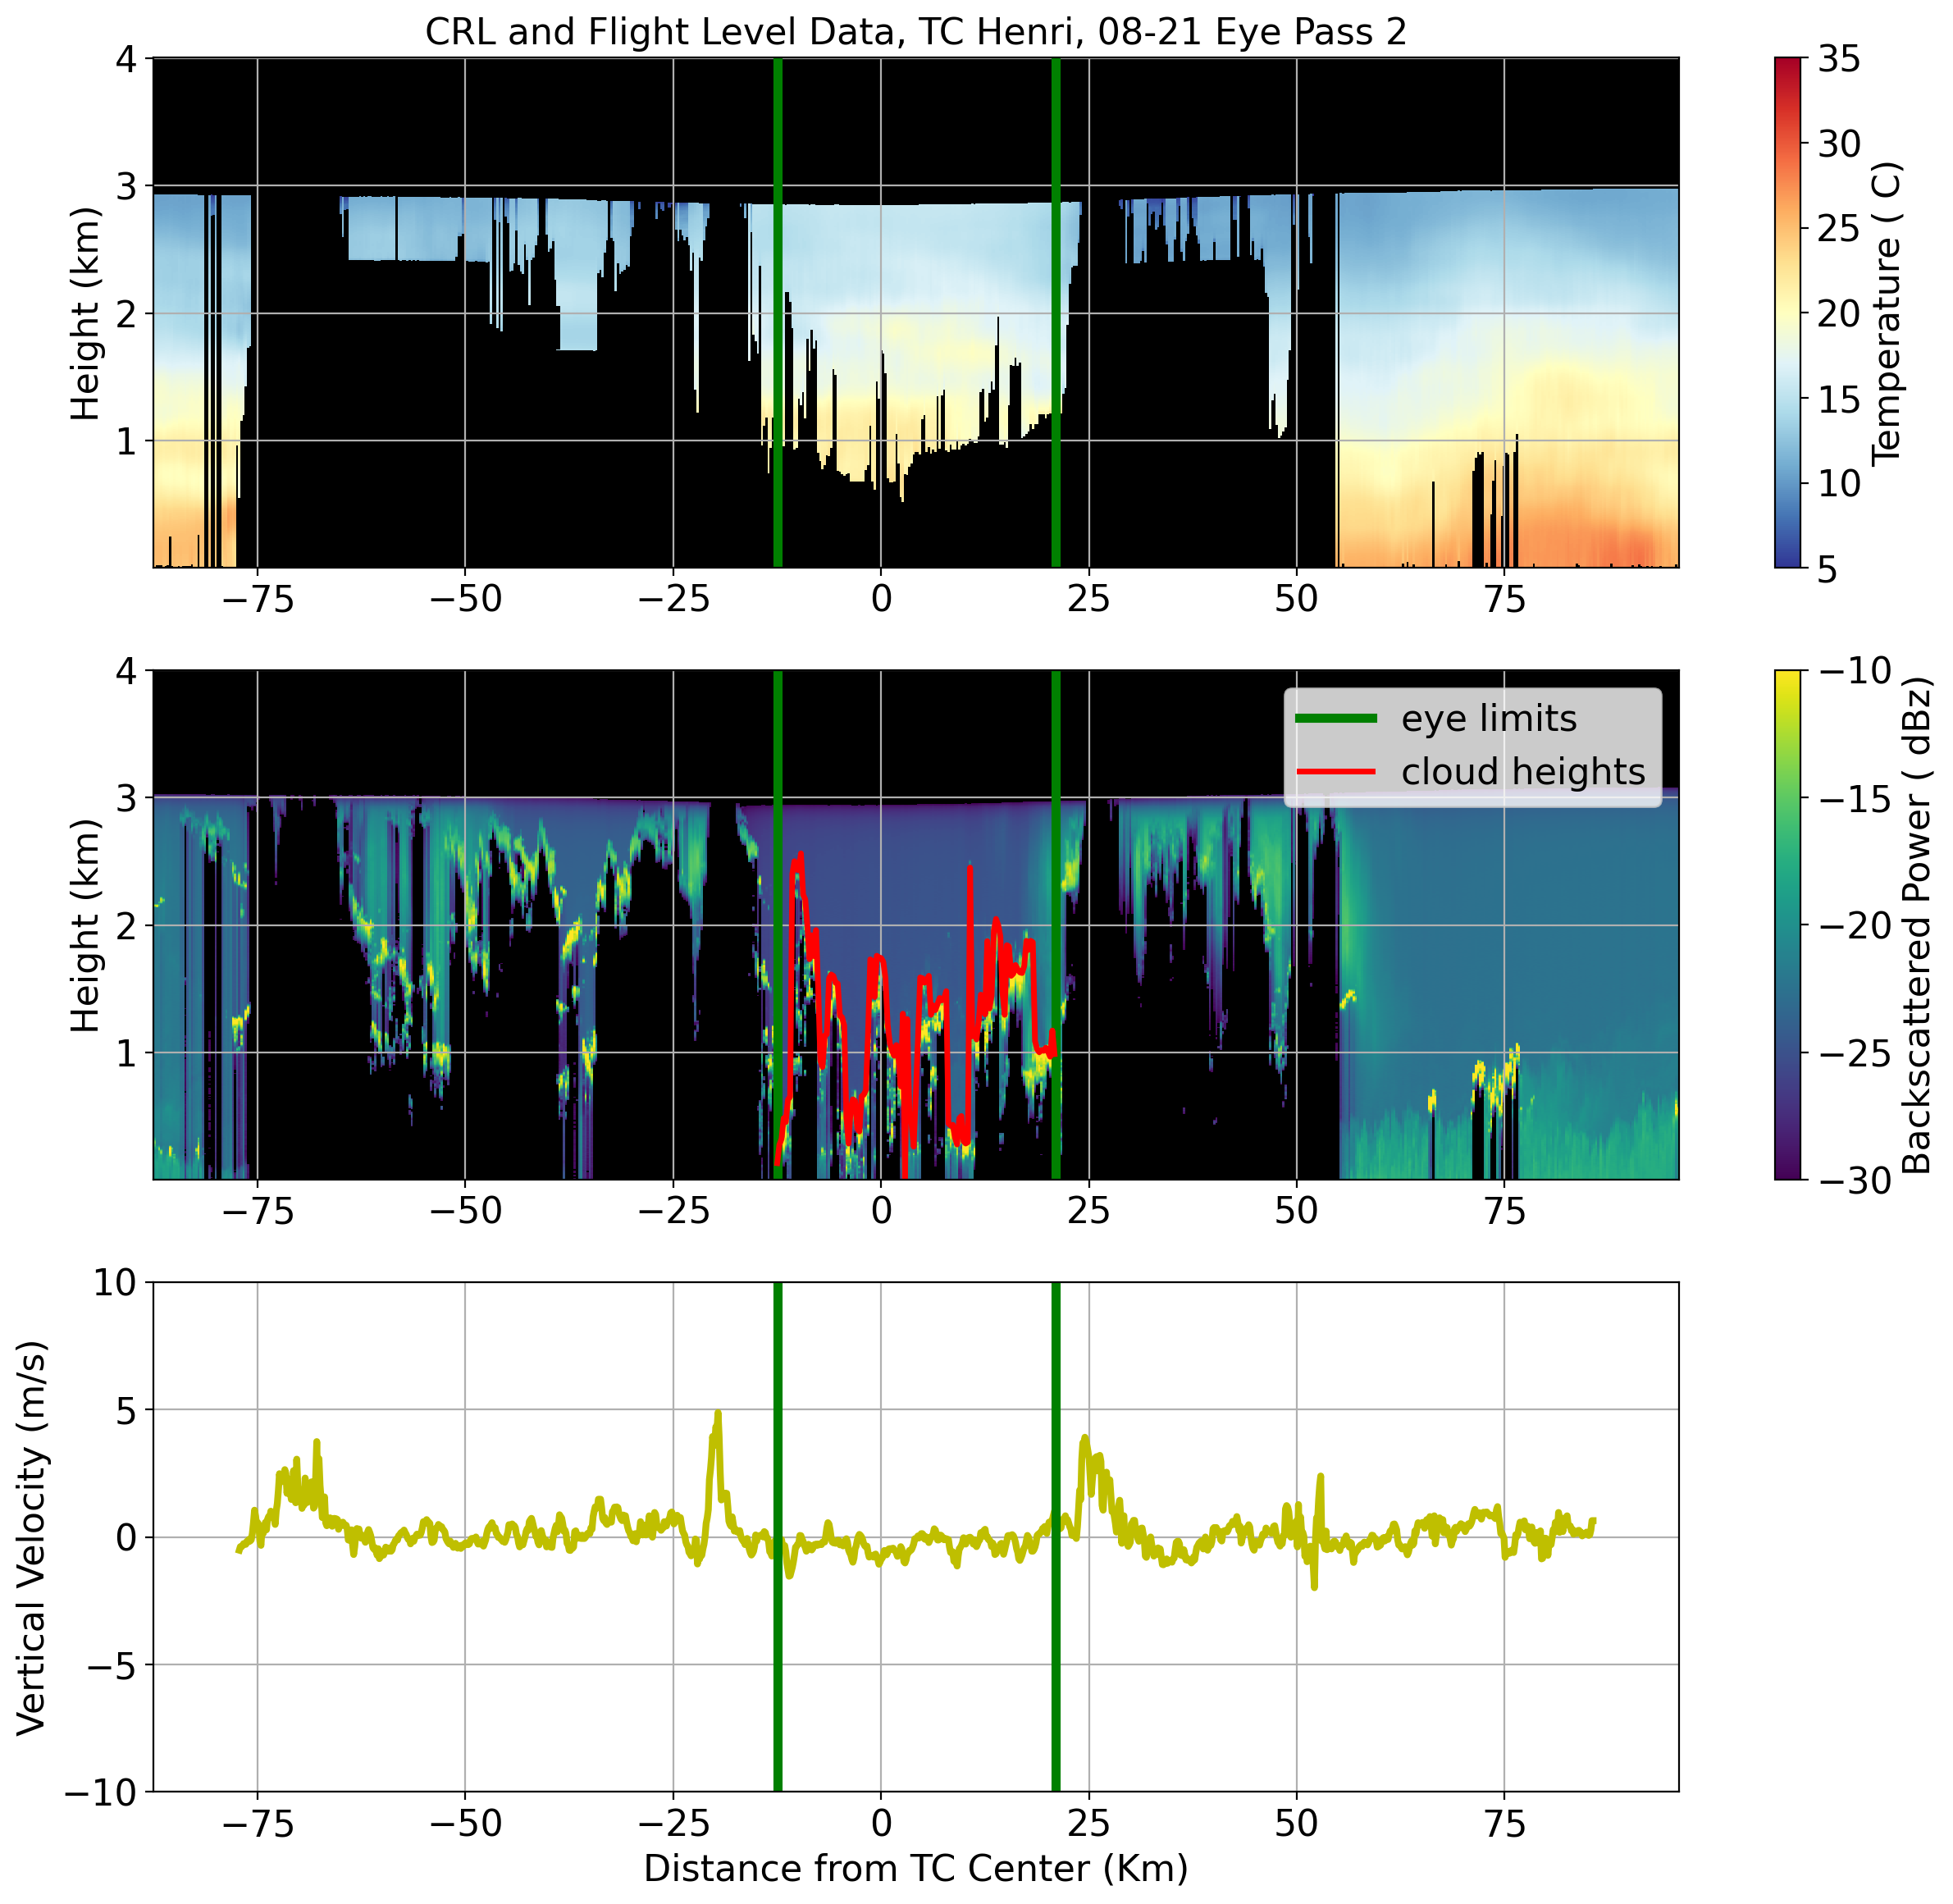 CRL and Flight Level Data, TC Henri, 08-21 Eye Pass 2
4
3
2
1
Height (km)
−75 −50 −25 0 25 50 75
35
30
25
20
15
10
5
Temperature ( C)
4
3
2
1
Height (km)
eye limits
cloud heights
−75 −50 −25 0 25 50 75
−10
−15
−20
−25
−30
Backscattered Power ( dBz)
10
5
0
−5
−10
Vertical Velocity (m/s)
−75 −50 −25 0 25 50 75
Distance from TC Center (Km)